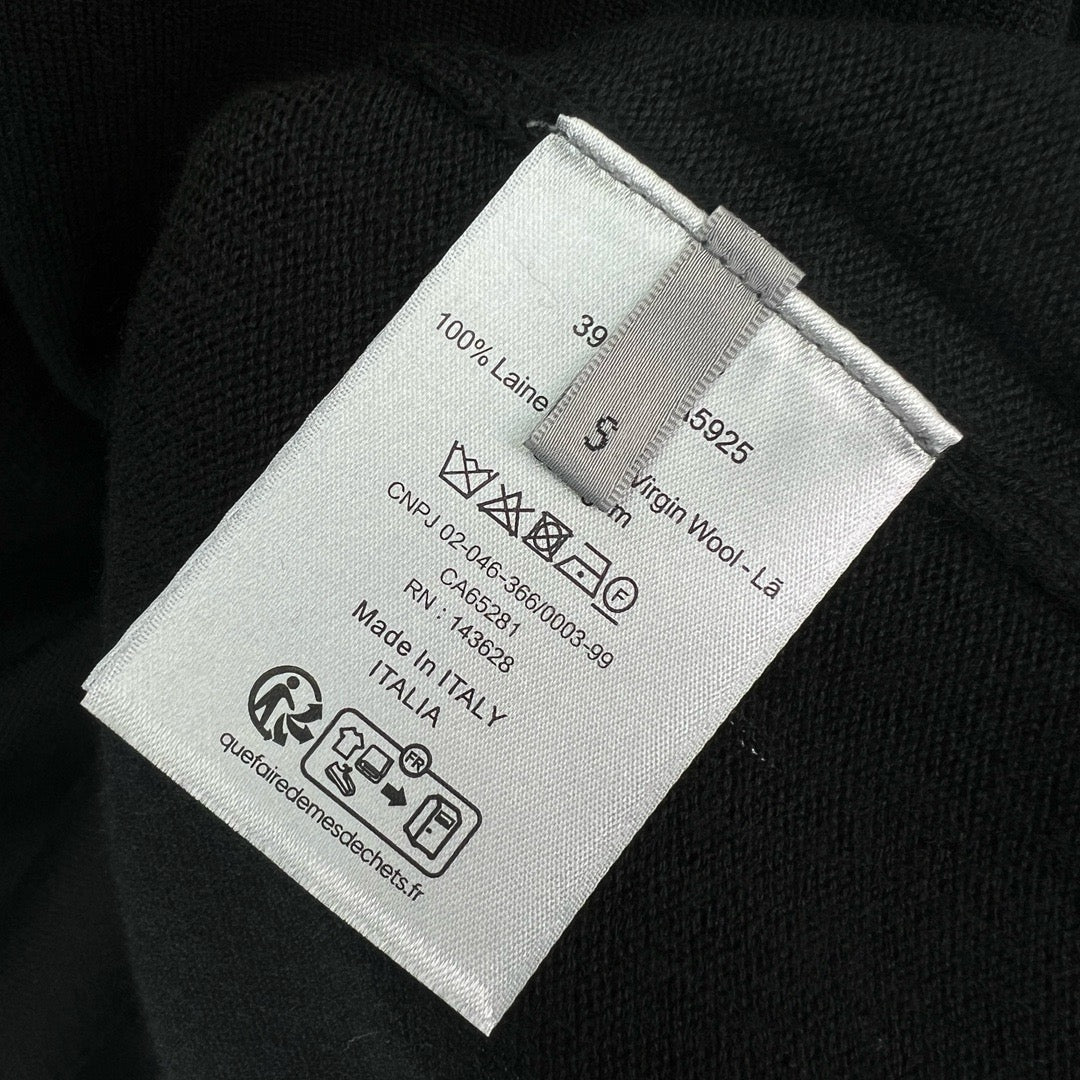 39
A5925
100% Laine
Virgin Wool - Lã
m
S
F
CNPJ 02-046-366/0003-99
CA65281
RN : 143628
Made In ITALY
ITALIA
FR
quefairedemesdechets.fr